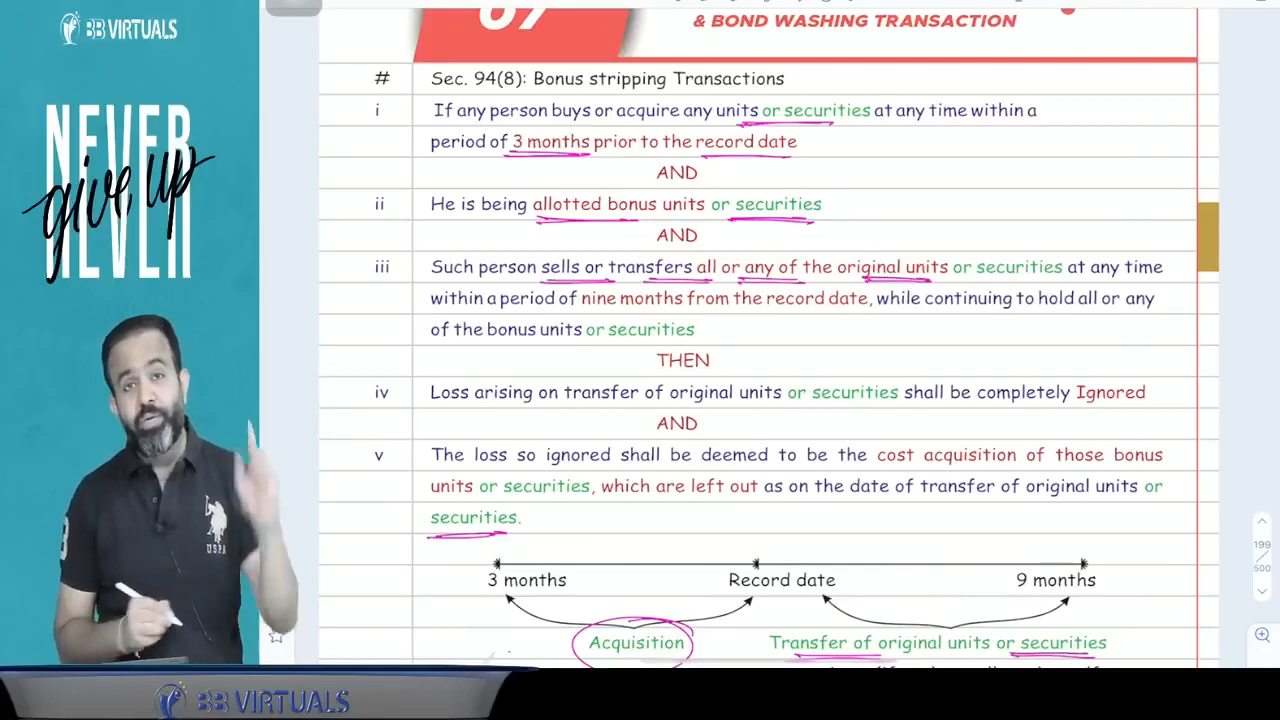 BB VIRTUALS
NEVER
give up
NEVER
07
& BOND WASHING TRANSACTION
# Sec. 94(8): Bonus stripping Transactions
i If any person buys or acquire any units or securities at any time within a
period of 3 months prior to the record date
AND
ii He is being allotted bonus units or securities
AND
iii Such person sells or transfers all or any of the original units or securities at any time
within a period of nine months from the record date, while continuing to hold all or any
of the bonus units or securities
THEN
iv Loss arising on transfer of original units or securities shall be completely Ignored
AND
v The loss so ignored shall be deemed to be the cost acquisition of those bonus
units or securities, which are left out as on the date of transfer of original units or
securities.
3 months Record date 9 months
Acquisition Transfer of original units or securities
USPA
3
199
500
BB VIRTUALS